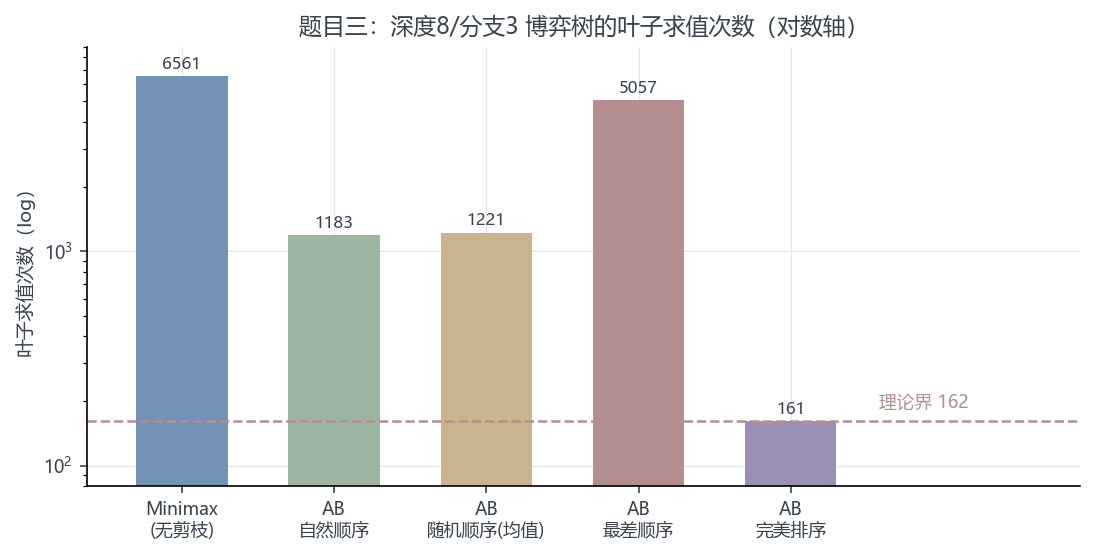 题目三：深度8/分支3 博弈树的叶子求值次数（对数轴）
叶子求值次数（log）
10³
10²
6561
1183
1221
5057
161
理论界 162
Minimax
(无剪枝)
AB
自然顺序
AB
随机顺序(均值)
AB
最差顺序
AB
完美排序